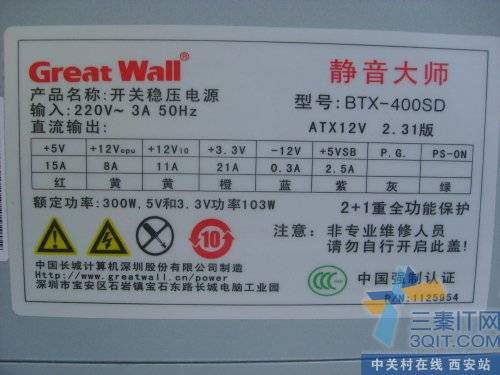 Great Wall®
静音大师
产品名称:开关稳压电源
型号:BTX-400SD
输入:220V~ 3A 50Hz
直流输出:
ATX12V 2.31版
+5V +12Vcpu +12VIO +3.3V -12V +5VSB P.G. PS-ON
15A 8A 11A 21A 0.3A 2.5A
红 黄 黄 橙 蓝 紫 灰 绿
额定功率:300W,5V和3.3V功率103W
2+1重全功能保护
注意: 非专业维修人员
请勿自行开启此盖!
10
中国长城计算机深圳股份有限公司制造
Http://www.greatwall.cn/power
深圳市宝安区石岩镇宝石东路长城电脑工业园
CCC
中国强制认证
P/N:1125954
三秦IT网
3QIT.COM
中关村在线 西安站